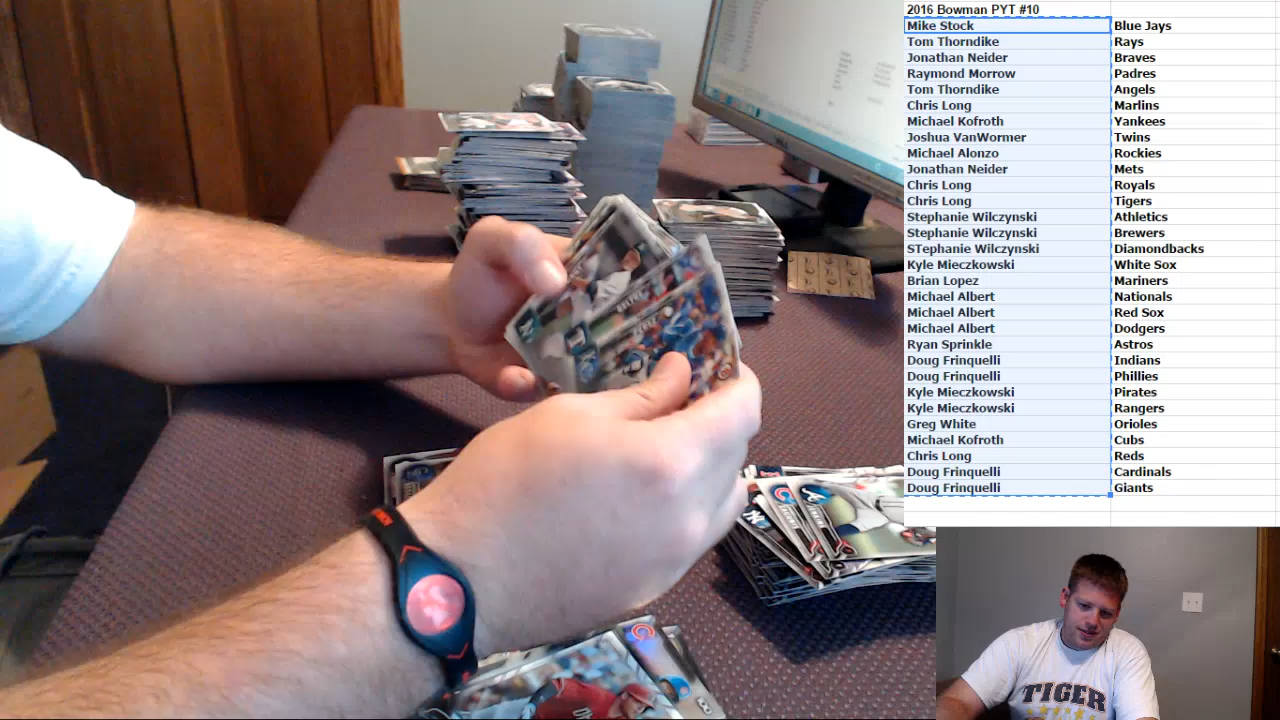 2016 Bowman PYT #10
Mike Stock Blue Jays
Tom Thorndike Rays
Jonathan Neider Braves
Raymond Morrow Padres
Tom Thorndike Angels
Chris Long Marlins
Michael Kofroth Yankees
Joshua VanWormer Twins
Michael Alonzo Rockies
Jonathan Neider Mets
Chris Long Royals
Chris Long Tigers
Stephanie Wilczynski Athletics
Stephanie Wilczynski Brewers
STephanie Wilczynski Diamondbacks
Kyle Mieczkowski White Sox
Brian Lopez Mariners
Michael Albert Nationals
Michael Albert Red Sox
Michael Albert Dodgers
Ryan Sprinkle Astros
Doug Frinquelli Indians
Doug Frinquelli Phillies
Kyle Mieczkowski Pirates
Kyle Mieczkowski Rangers
Greg White Orioles
Michael Kofroth Cubs
Chris Long Reds
Doug Frinquelli Cardinals
Doug Frinquelli Giants
TIGER